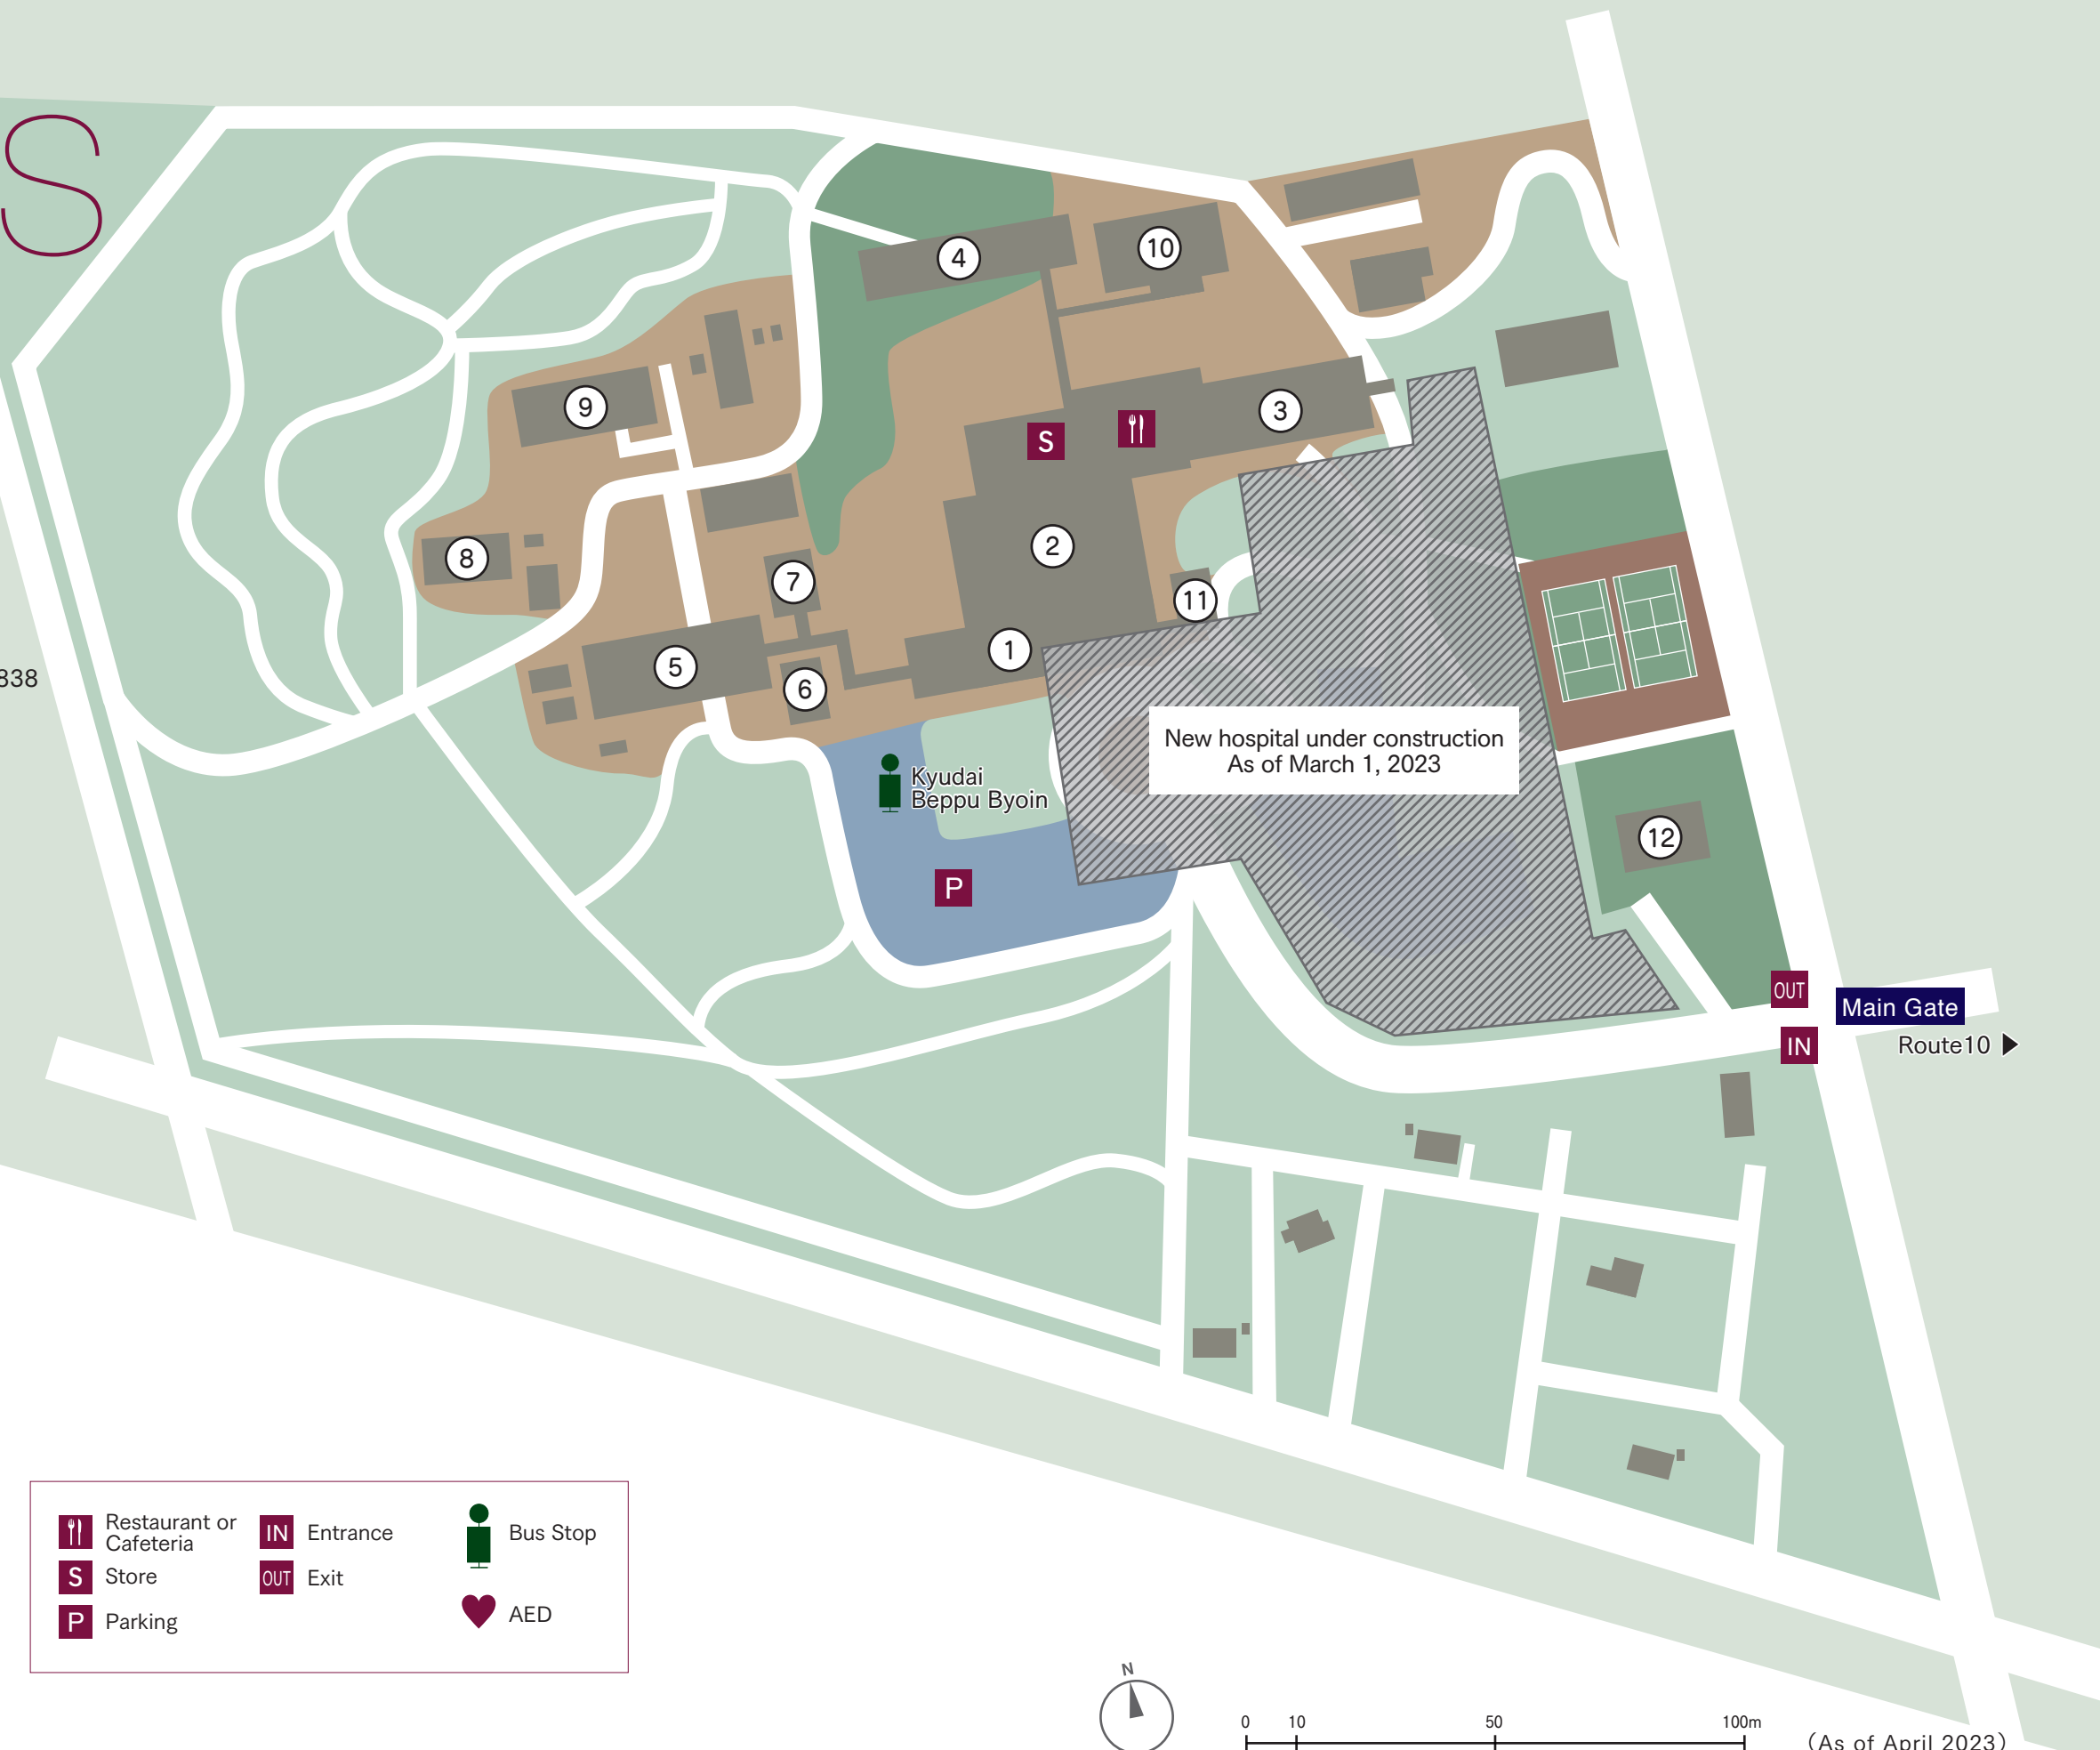 S
4
10
9
S
3
8
2
7
11
5
1
6
838
New hospital under construction
As of March 1, 2023
Kyudai
Beppu Byoin
12
P
OUT
Main Gate
IN
Route10
Restaurant or
Cafeteria
IN Entrance
Bus Stop
S Store
OUT Exit
AED
P Parking
N
0 10 50 100m
(As of April 2023)